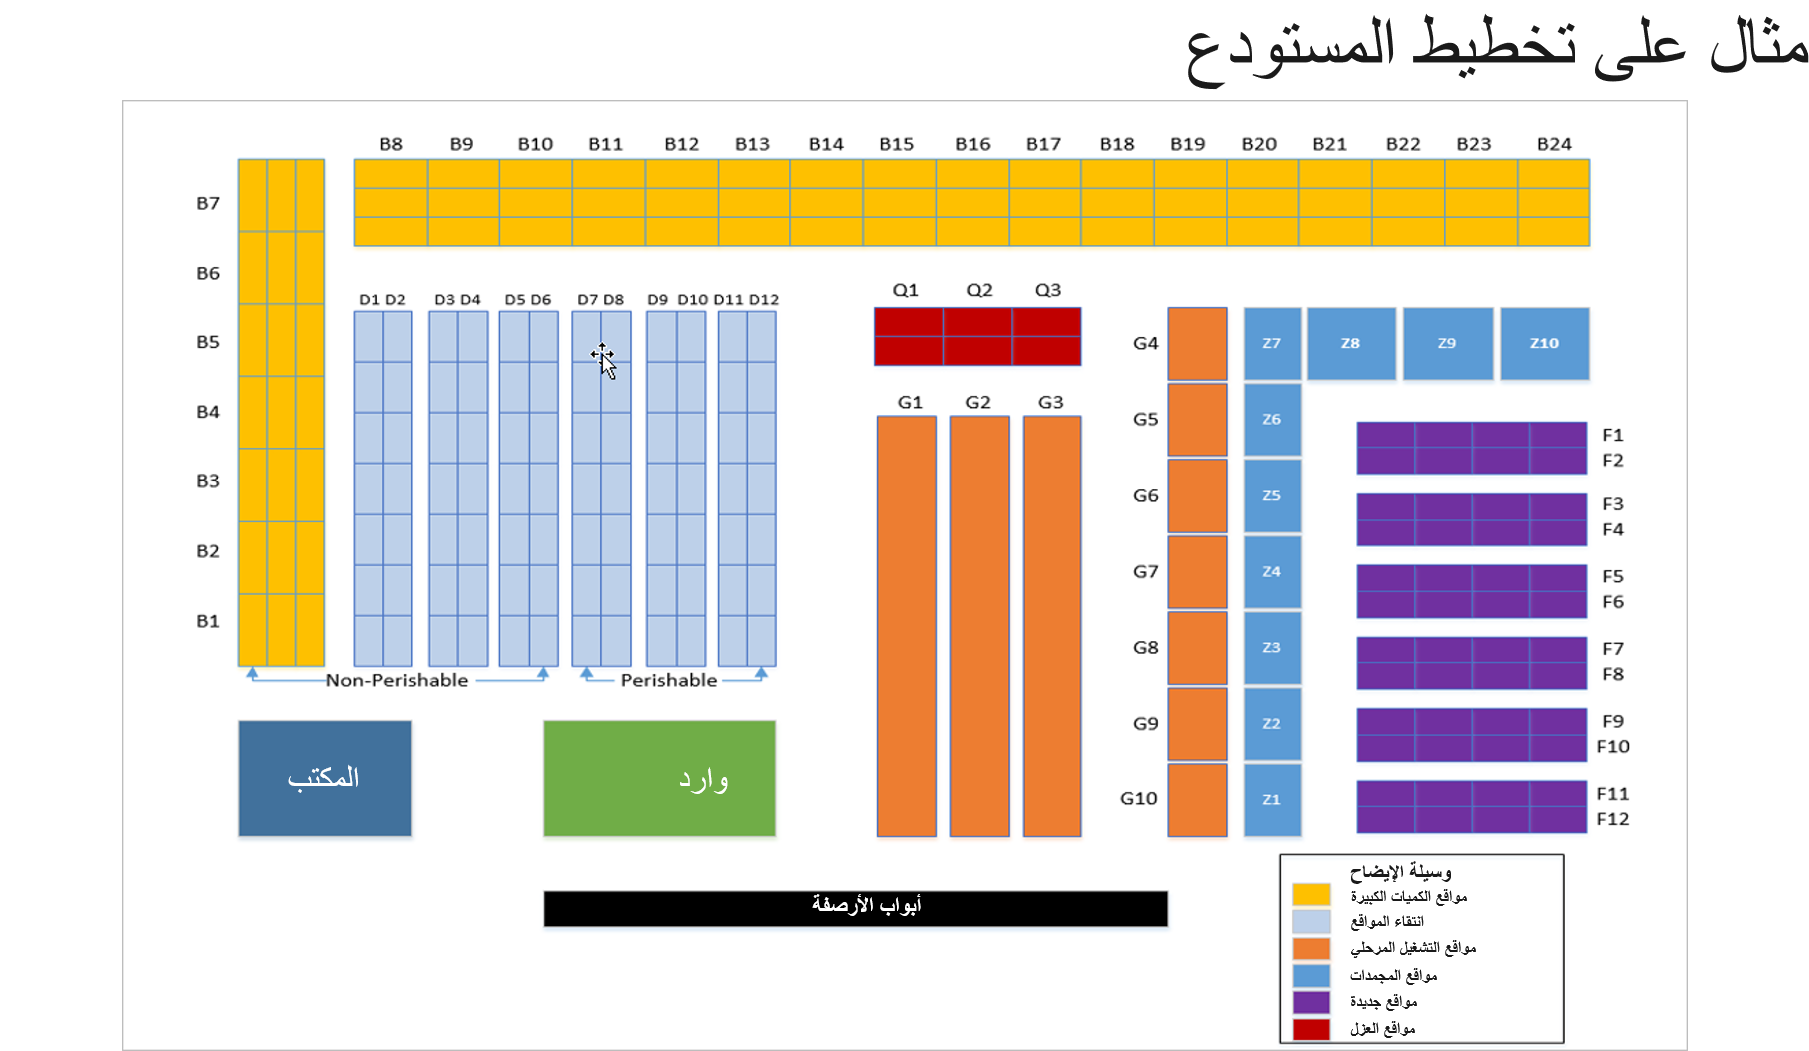 مثال على تخطيط المستودع
B8 B9 B10 B11 B12 B13 B14 B15 B16 B17 B18 B19 B20 B21 B22 B23 B24
B7
B6
B5
B4
B3
B2
B1
D1 D2 D3 D4 D5 D6 D7 D8 D9 D10 D11 D12
Non-Perishable
Perishable
Q1 Q2 Q3
G1 G2 G3
G4
G5
G6
G7
G8
G9
G10
Z7 Z8 Z9 Z10
Z6
Z5
Z4
Z3
Z2
Z1
F1
F2
F3
F4
F5
F6
F7
F8
F9
F10
F11
F12
المكتب
وارد
أبواب الأرصفة
وسيلة الإيضاح
مواقع الكميات الكبيرة
انتقاء المواقع
مواقع التشغيل المرحلي
مواقع المجمدات
مواقع جديدة
مواقع العزل